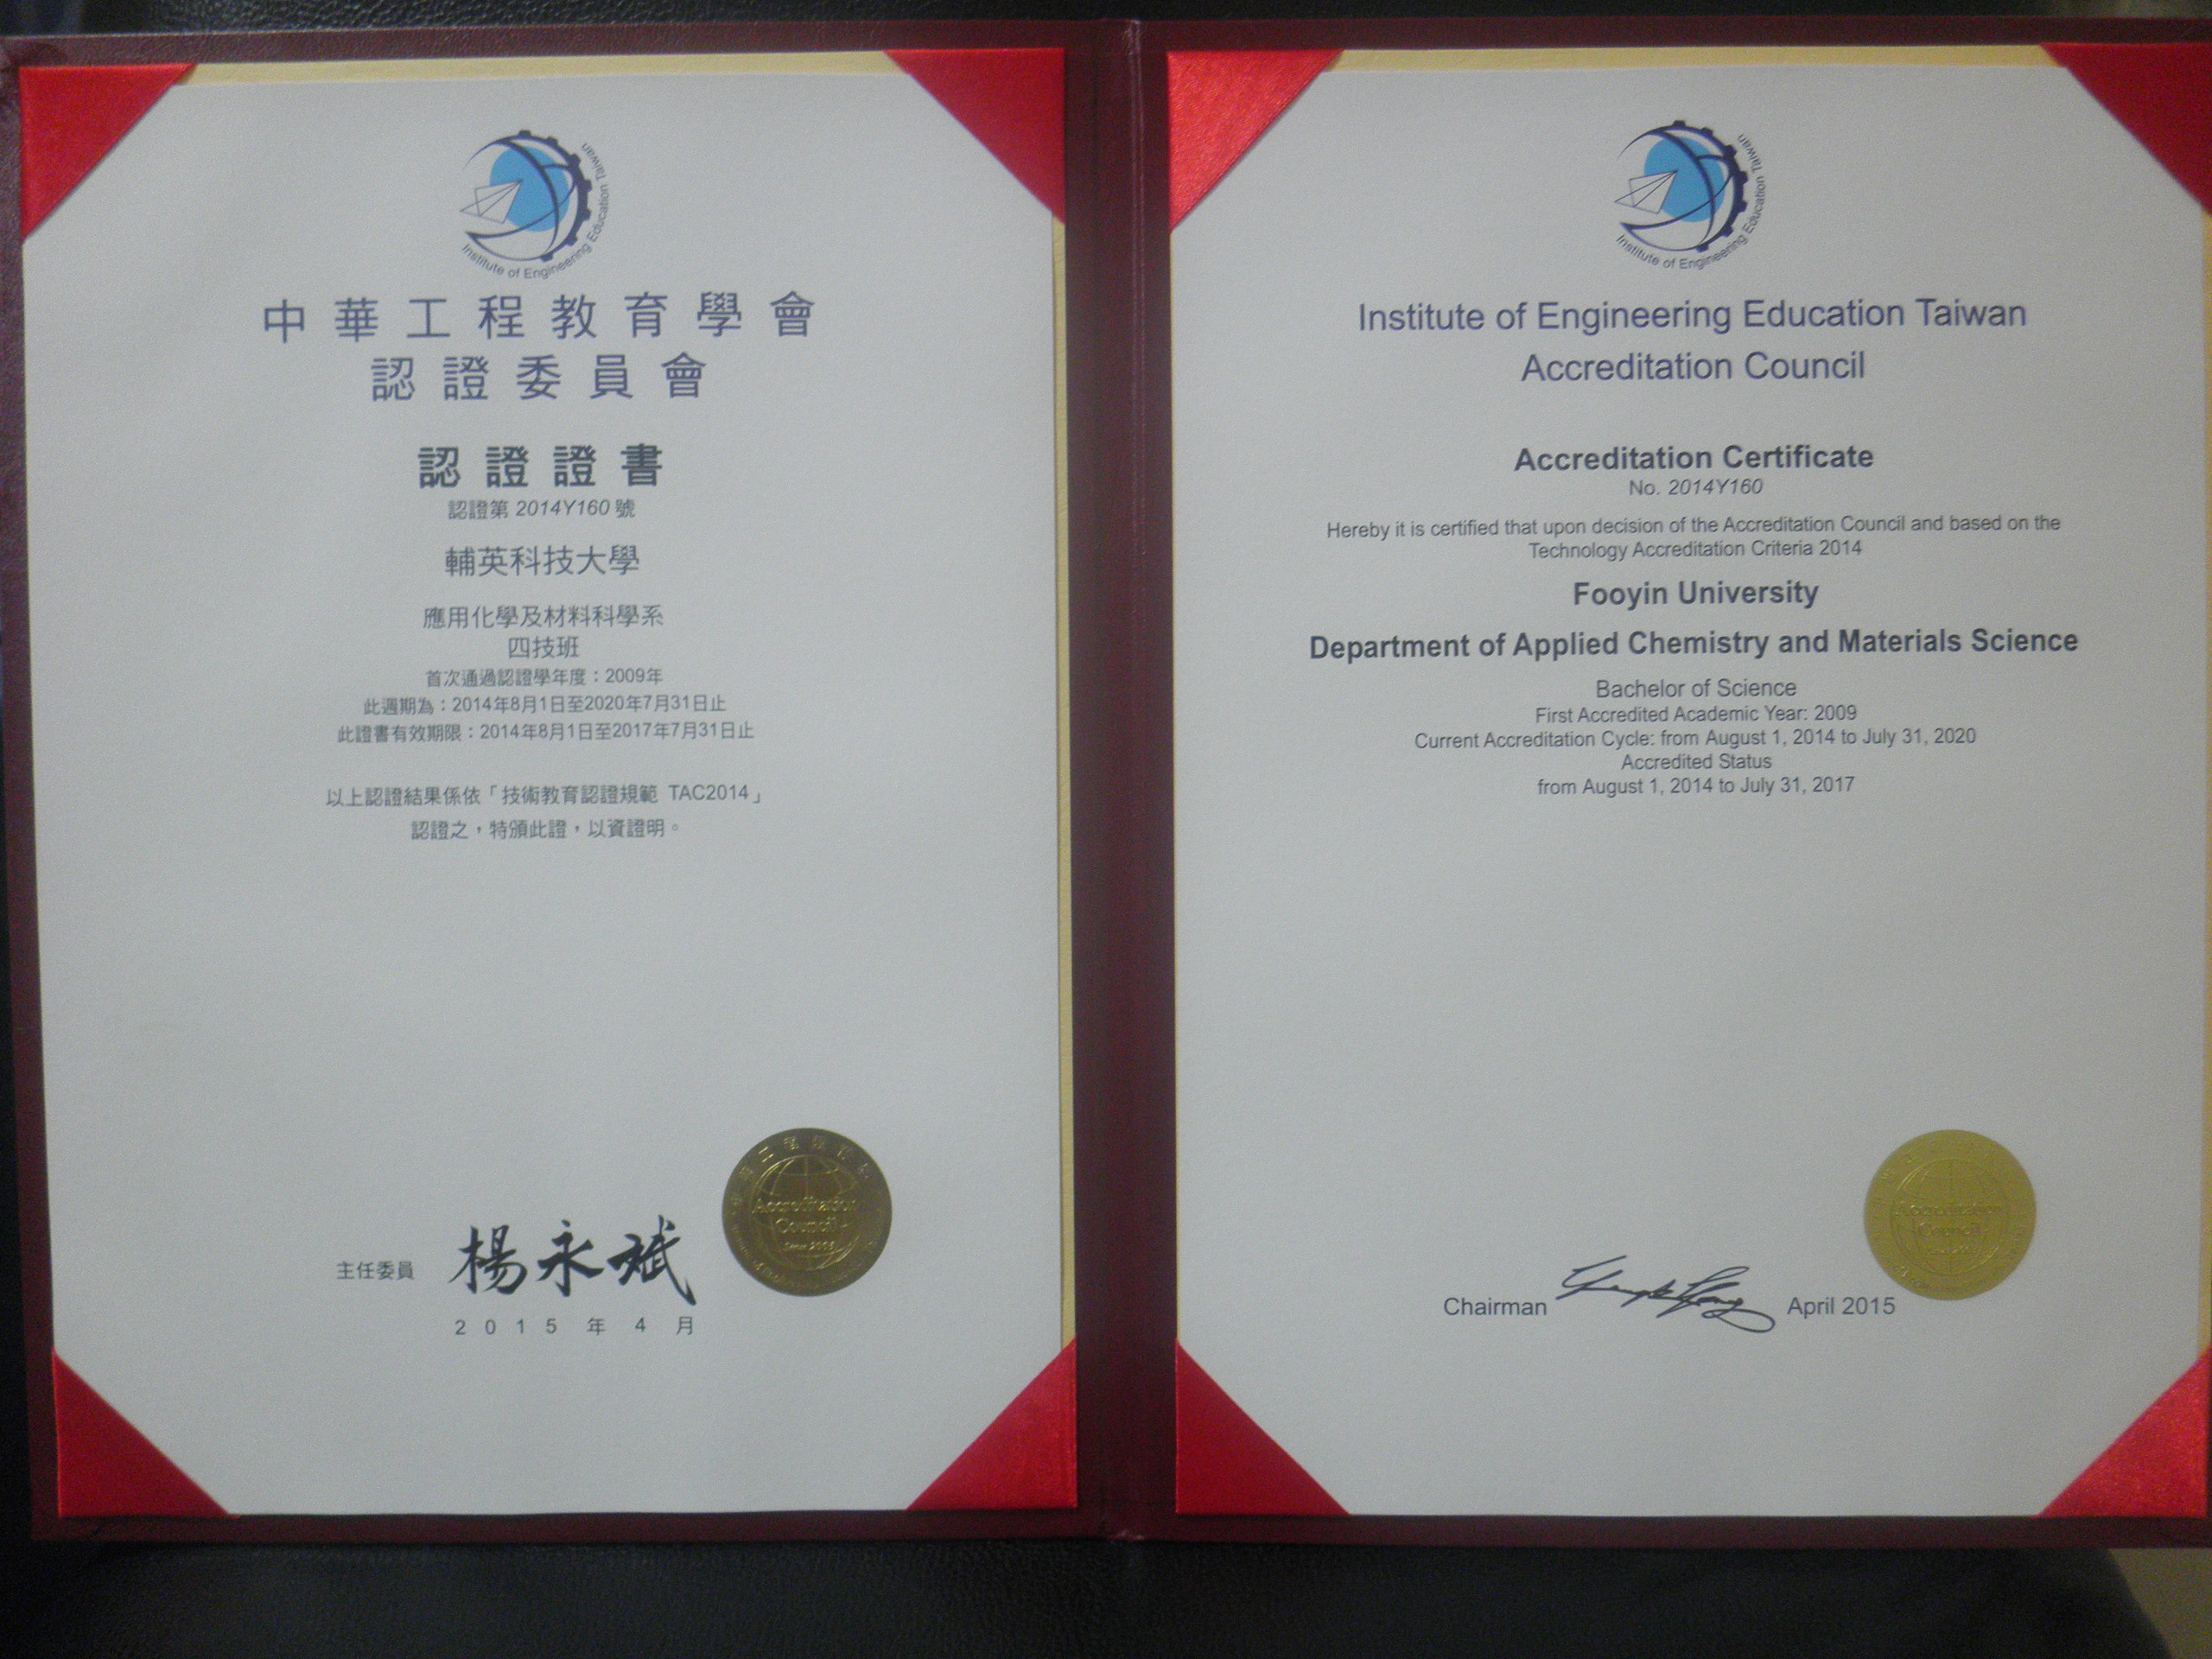 Institute of Engineering Education Taiwan
中華工程教育學會
認證委員會
認證證書
認證第 2014Y160 號
輔英科技大學
應用化學及材料科學系
四技班
首次通過認證學年度：2009年
此週期為：2014年8月1日至2020年7月31日止
此證書有效期限：2014年8月1日至2017年7月31日止
以上認證結果係依「技術教育認證規範 TAC2014」
認證之，特頒此證，以資證明。
Accreditation
Council
主任委員 楊永斌
2015年4月
Institute of Engineering Education Taiwan
Institute of Engineering Education Taiwan
Accreditation Council
Accreditation Certificate
No. 2014Y160
Hereby it is certified that upon decision of the Accreditation Council and based on the
Technology Accreditation Criteria 2014
Fooyin University
Department of Applied Chemistry and Materials Science
Bachelor of Science
First Accredited Academic Year: 2009
Current Accreditation Cycle: from August 1, 2014 to July 31, 2020
Accredited Status
from August 1, 2014 to July 31, 2017
Accreditation
Council
Chairman April 2015